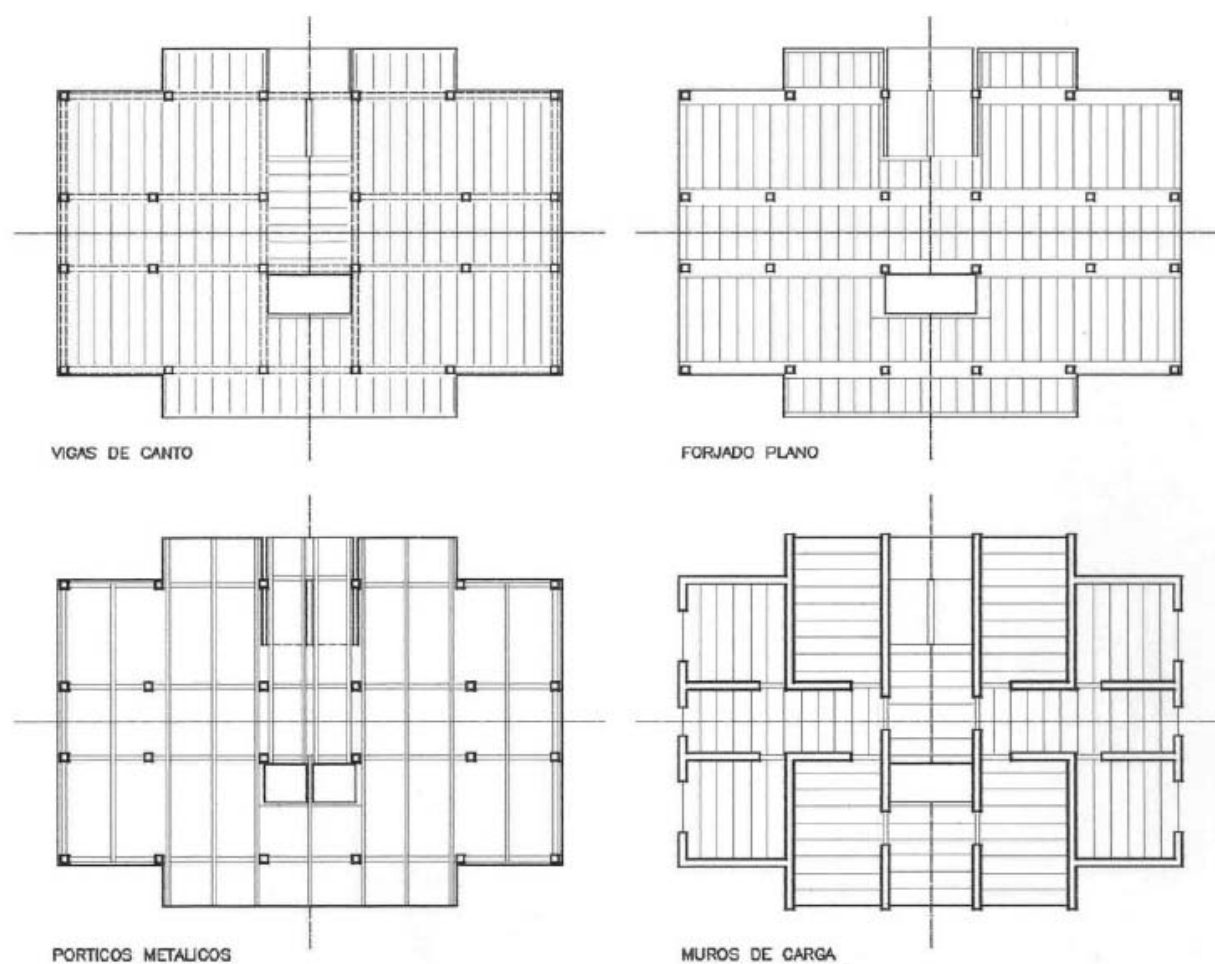 VIGAS DE CANTO
FORJADO PLANO
PORTICOS METALICOS
MUROS DE CARGA